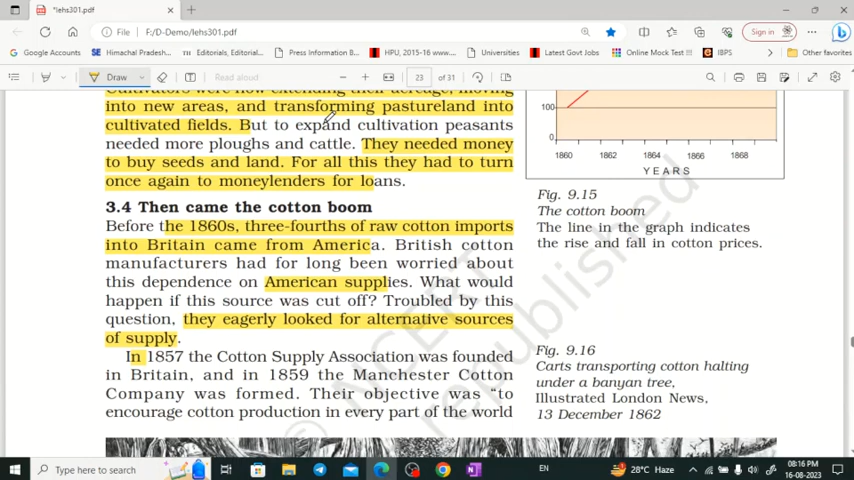 *lehs301.pdf
File | F:/D-Demo/lehs301.pdf
Sign in
Himachal Pradesh...
Editorials, Editorial...
Press Information B...
HPU, 2015-16 www....
Universities
Latest Govt Jobs
Online Mock Test |...
IBPS
Other favorites
Draw
Read aloud
23 of 31
Cultivators were now extending their acreage, moving
into new areas, and transforming pastureland into
cultivated fields. But to expand cultivation peasants
needed more ploughs and cattle. They needed money
to buy seeds and land. For all this they had to turn
once again to moneylenders for loans.
3.4 Then came the cotton boom
Before the 1860s, three-fourths of raw cotton imports
into Britain came from America. British cotton
manufacturers had for long been worried about
this dependence on American supplies. What would
happen if this source was cut off? Troubled by this
question, they eagerly looked for alternative sources
of supply.
In 1857 the Cotton Supply Association was founded
in Britain, and in 1859 the Manchester Cotton
Company was formed. Their objective was “to
encourage cotton production in every part of the world
100
0
1860 1862 1864 1866 1868
YEARS
Fig. 9.15
The cotton boom
The line in the graph indicates
the rise and fall in cotton prices.
Fig. 9.16
Carts transporting cotton halting
under a banyan tree,
Illustrated London News,
13 December 1862
© NCERT
republished
Type here to search
EN
28°C Haze
08:16 PM
16-08-2023